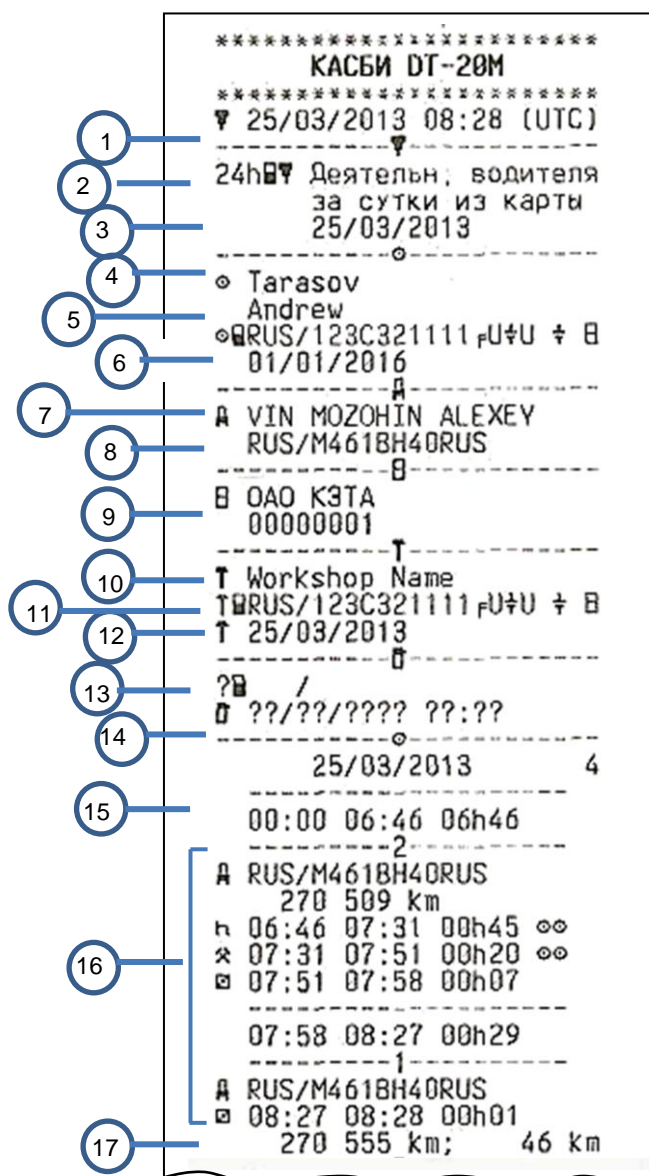 ************************
КАСБИ DT-20M
************************
25/03/2013 08:28 (UTC)
1
24h Деятельн; водителя
2
за сутки из карты
3
25/03/2013
4
Tarasov
5
Andrew
RUS/123C321111
6
01/01/2016
7
VIN MOZOHIN ALEXEY
8
RUS/M461BH40RUS
9
ОАО КЗТА
00000001
10
Workshop Name
11
RUS/123C321111
12
25/03/2013
13
? /
??/??/???? ??:??
14
25/03/2013 4
15
00:00 06:46 06h46
2
RUS/M461BH40RUS
270 509 km
06:46 07:31 00h45
16
07:31 07:51 00h20
07:51 07:58 00h07
07:58 08:27 00h29
1
RUS/M461BH40RUS
08:27 08:28 00h01
17
270 555 km; 46 km